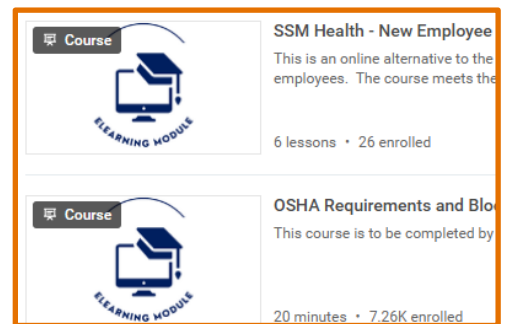 Course
ELEARNING MODULE
SSM Health - New Employee
This is an online alternative to the
employees. The course meets the
6 lessons • 26 enrolled
Course
ELEARNING MODULE
OSHA Requirements and Bloo
This course is to be completed by
20 minutes • 7.26K enrolled